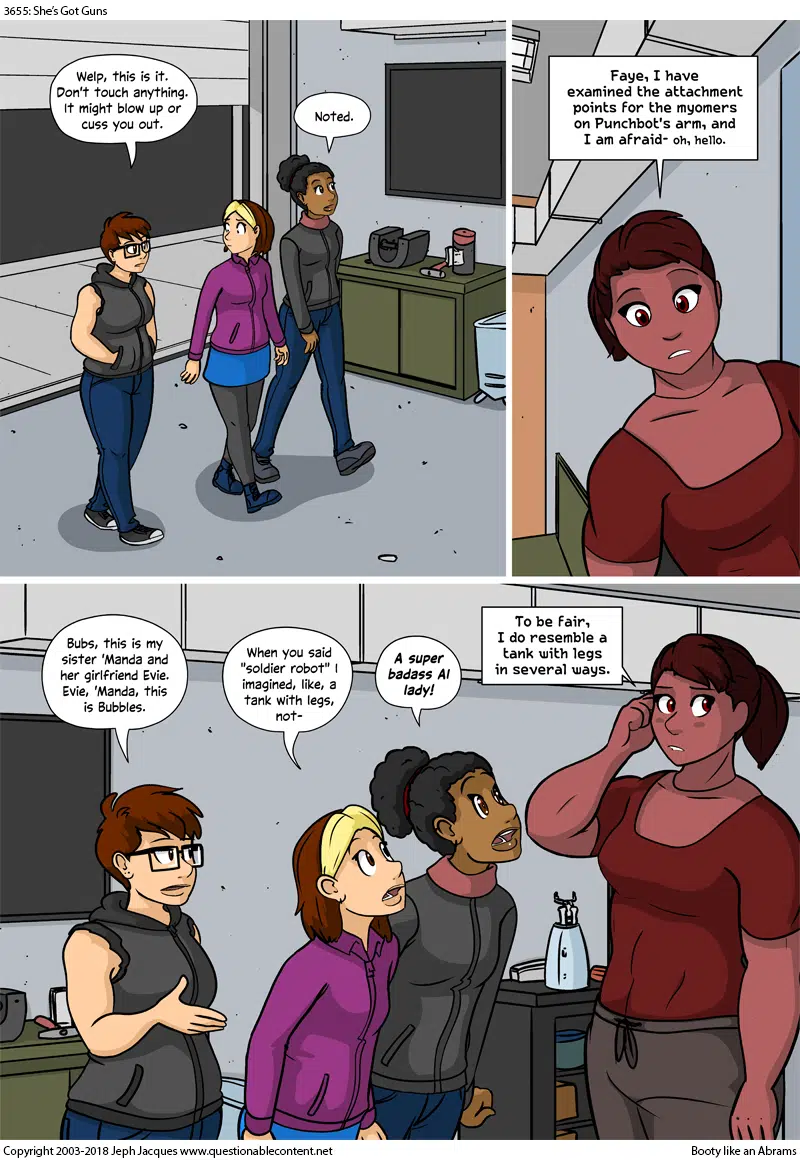 3655: She's Got Guns
Welp, this is it.
Don't touch anything.
It might blow up or
cuss you out.
Noted.
Faye, I have
examined the attachment
points for the myomers
on Punchbot's arm, and
I am afraid- oh, hello.
Bubs, this is my
sister 'Manda and
her girlfriend Evie.
Evie, 'Manda, this
is Bubbles.
When you said
"soldier robot" I
imagined, like, a
tank with legs,
not-
A super
badass AI
lady!
To be fair,
I do resemble a
tank with legs
in several ways.
Copyright 2003-2018 Jeph Jacques www.questionablecontent.net
Booty like an Abrams